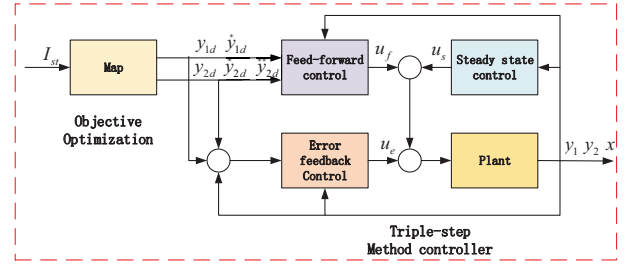 I_st
Map
y_1d ẏ_1d
y_2d ẏ_2d ÿ_2d
Objective
Optimization
Feed-forward
control
u_f
u_s
Steady state
control
Error
feedback
Control
u_e
Plant
y_1 y_2 x
Triple-step
Method controller